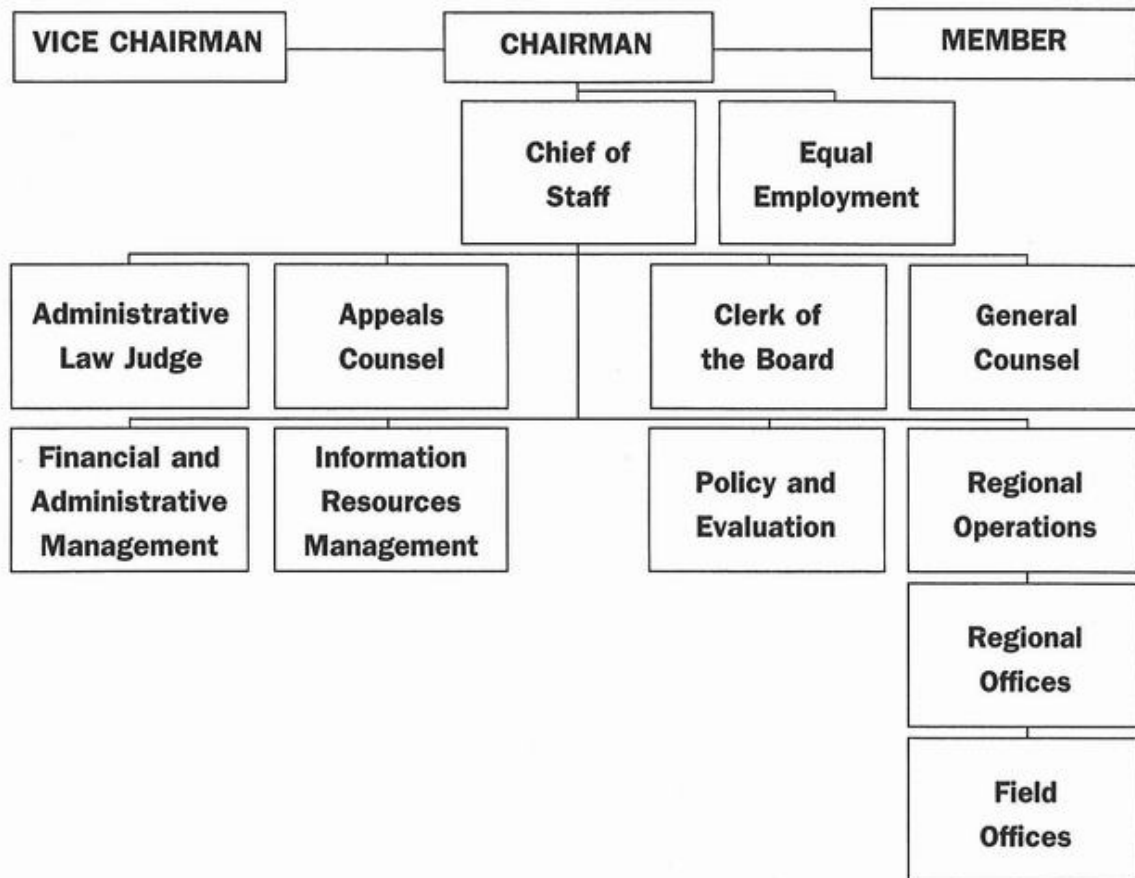 VICE CHAIRMAN
CHAIRMAN
MEMBER
Chief of
Staff
Equal
Employment
Administrative
Law Judge
Appeals
Counsel
Clerk of
the Board
General
Counsel
Financial and
Administrative
Management
Information
Resources
Management
Policy and
Evaluation
Regional
Operations
Regional
Offices
Field
Offices